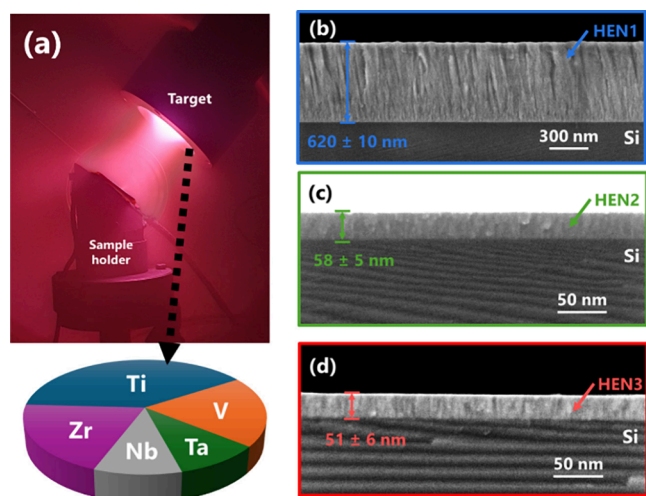 (a)
Target
Sample
holder
Ti
V
Zr
Nb
Ta
(b)
HEN1
620 ± 10 nm
300 nm
Si
(c)
HEN2
58 ± 5 nm
Si
50 nm
(d)
HEN3
51 ± 6 nm
Si
50 nm